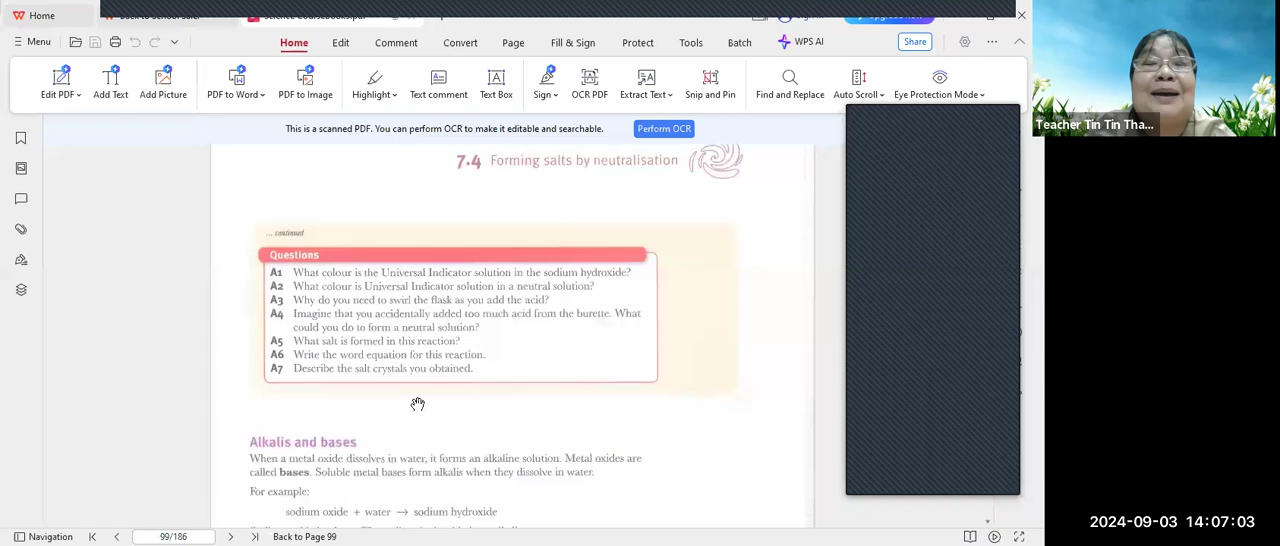 Home
Menu
Home Edit Comment Convert Page Fill & Sign Protect Tools Batch WPS AI Share
Edit PDF Add Text Add Picture PDF to Word PDF to Image Highlight Text comment Text Box Sign OCR PDF Extract Text Snip and Pin Find and Replace Auto Scroll Eye Protection Mode
Teacher Tin Tin Tha...
This is a scanned PDF. You can perform OCR to make it editable and searchable. Perform OCR
7.4 Forming salts by neutralisation
... continued
Questions
A1 What colour is the Universal Indicator solution in the sodium hydroxide?
A2 What colour is Universal Indicator solution in a neutral solution?
A3 Why do you need to swirl the flask as you add the acid?
A4 Imagine that you accidentally added too much acid from the burette. What
could you do to form a neutral solution?
A5 What salt is formed in this reaction?
A6 Write the word equation for this reaction.
A7 Describe the salt crystals you obtained.
Alkalis and bases
When a metal oxide dissolves in water, it forms an alkaline solution. Metal oxides are
called bases. Soluble metal bases form alkalis when they dissolve in water.
For example:
sodium oxide + water → sodium hydroxide
2024-09-03 14:07:03
Navigation 99/186 Back to Page 99